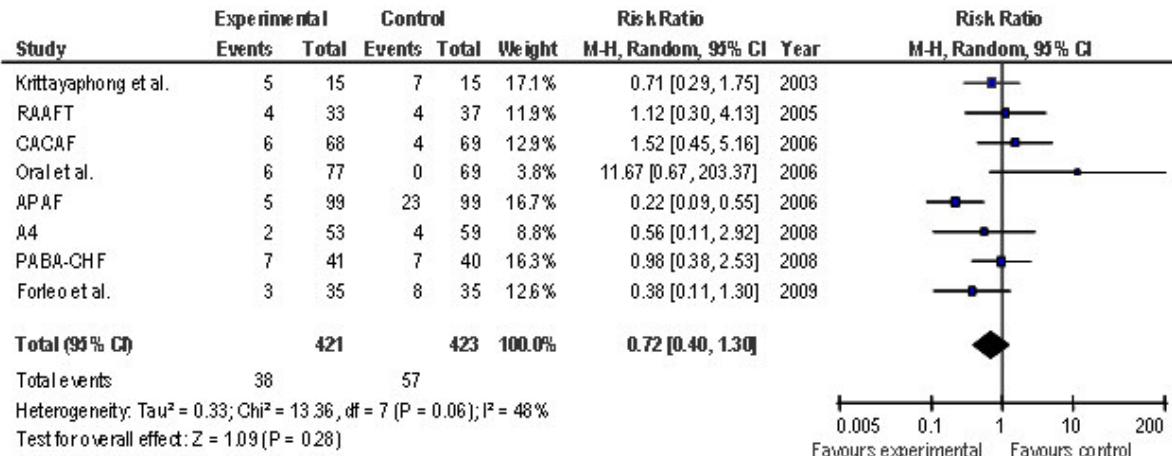 Experimental Control Risk Ratio Risk Ratio
Study Events Total Events Total Weight M-H, Random, 95% CI Year M-H, Random, 95% CI
Krittayaphong et al. 5 15 7 15 17.1% 0.71 [0.29, 1.75] 2003
RAAFT 4 33 4 37 11.9% 1.12 [0.30, 4.13] 2005
CACAF 6 68 4 69 12.9% 1.52 [0.45, 5.16] 2006
Oral et al. 6 77 0 69 3.8% 11.67 [0.67, 203.37] 2006
APAF 5 99 23 99 16.7% 0.22 [0.09, 0.55] 2006
A4 2 53 4 59 8.8% 0.56 [0.11, 2.92] 2008
PABA-CHF 7 41 7 40 16.3% 0.98 [0.38, 2.53] 2008
Forleo et al. 3 35 8 35 12.6% 0.38 [0.11, 1.30] 2009
Total (95% CI) 421 423 100.0% 0.72 [0.40, 1.30]
Total events 38 57
Heterogeneity: Tau² = 0.33; Chi² = 13.36, df = 7 (P = 0.06); I² = 48%
Test for overall effect: Z = 1.09 (P = 0.28)
0.005 0.1 1 10 200
Favours experimental Favours control